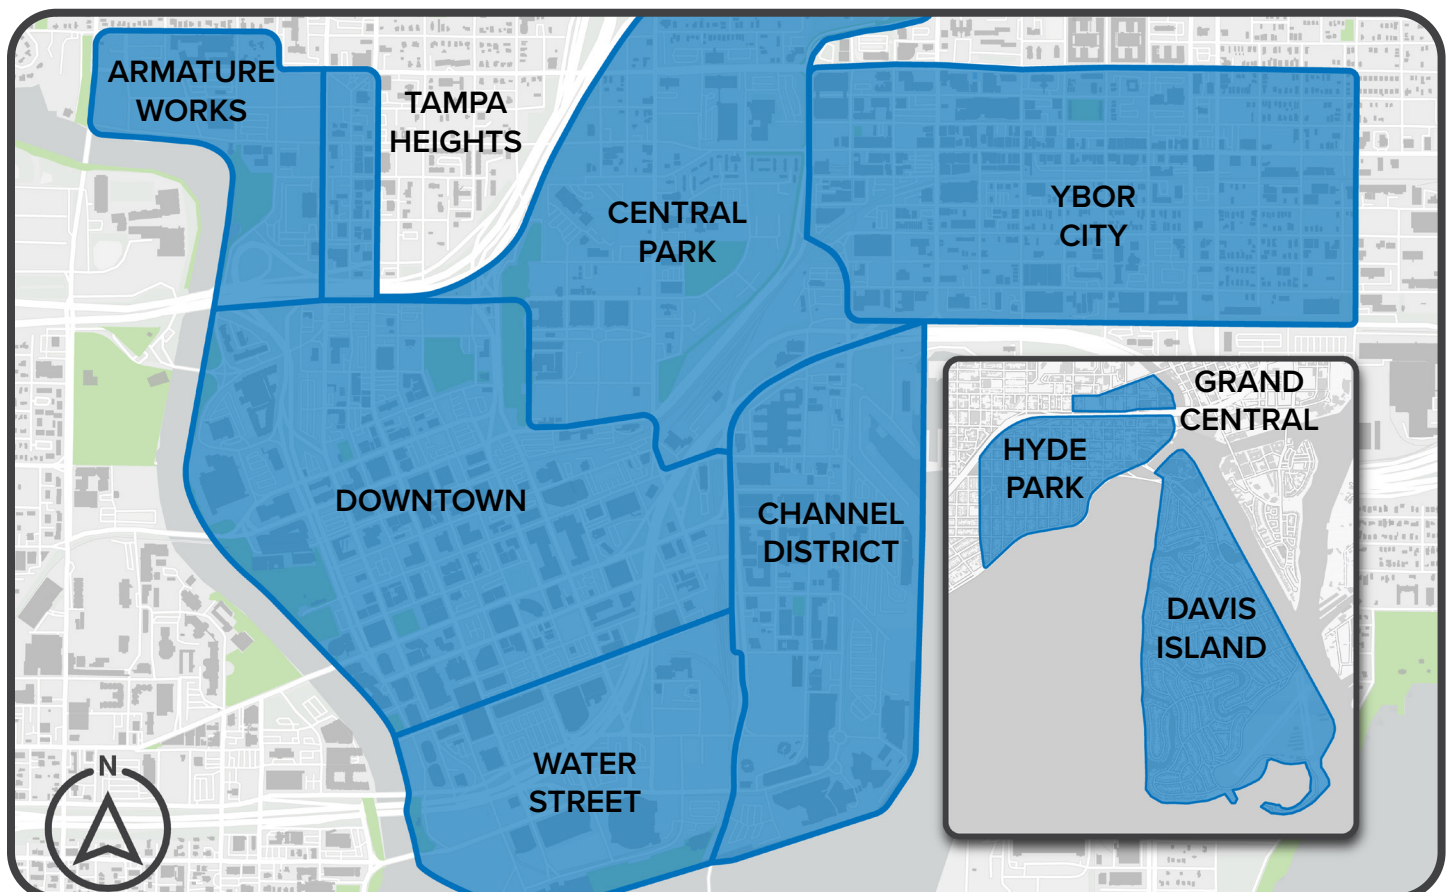 ARMATURE
WORKS
TAMPA
HEIGHTS
CENTRAL
PARK
YBOR
CITY
DOWNTOWN
CHANNEL
DISTRICT
WATER
STREET
GRAND
CENTRAL
HYDE
PARK
DAVIS
ISLAND
N